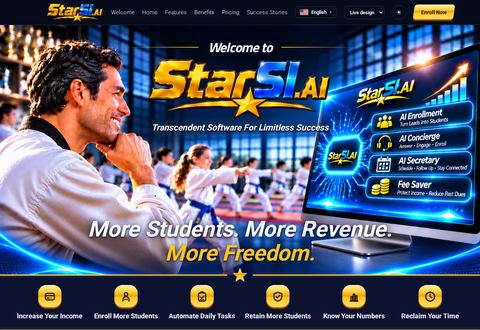 StarSI.AI
Welcome
Home
Features
Benefits
Pricing
Success Stories
English
Live design
Enroll Now
Welcome to
StarSI.AI
Transcendent Software For Limitless Success
StarSI.AI
AI Enrollment
Turn Leads Into Students
AI Concierge
Answer • Engage • Enroll
AI Secretary
Schedule • Follow Up • Stay Connected
Fee Saver
Protect Income • Reduce Past Dues
StarSI.AI
More Students. More Revenue.
More Freedom.
Increase Your Income
Enroll More Students
Automate Daily Tasks
Retain More Students
Know Your Numbers
Reclaim Your Time